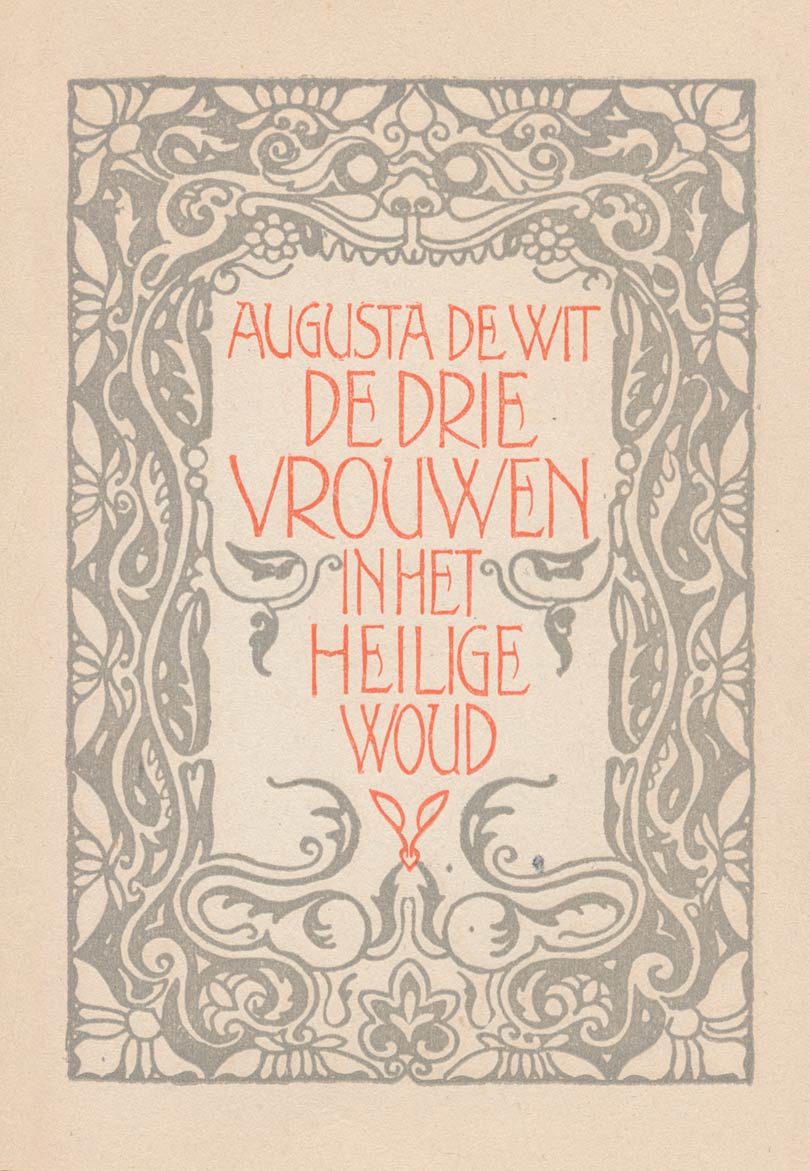 AUGUSTA DE WIT
DE DRIE
VROUWEN
IN HET
HEILIGE
WOUD